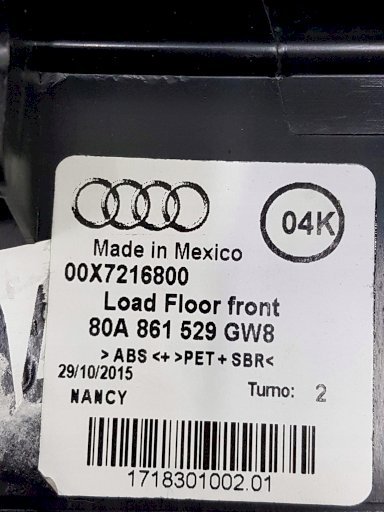 04K
Made in Mexico
00X7216800
Load Floor front
80A 861 529 GW8
>ABS<+>PET+SBR<
29/10/2015
NANCY
Turno: 2
1718301002.01